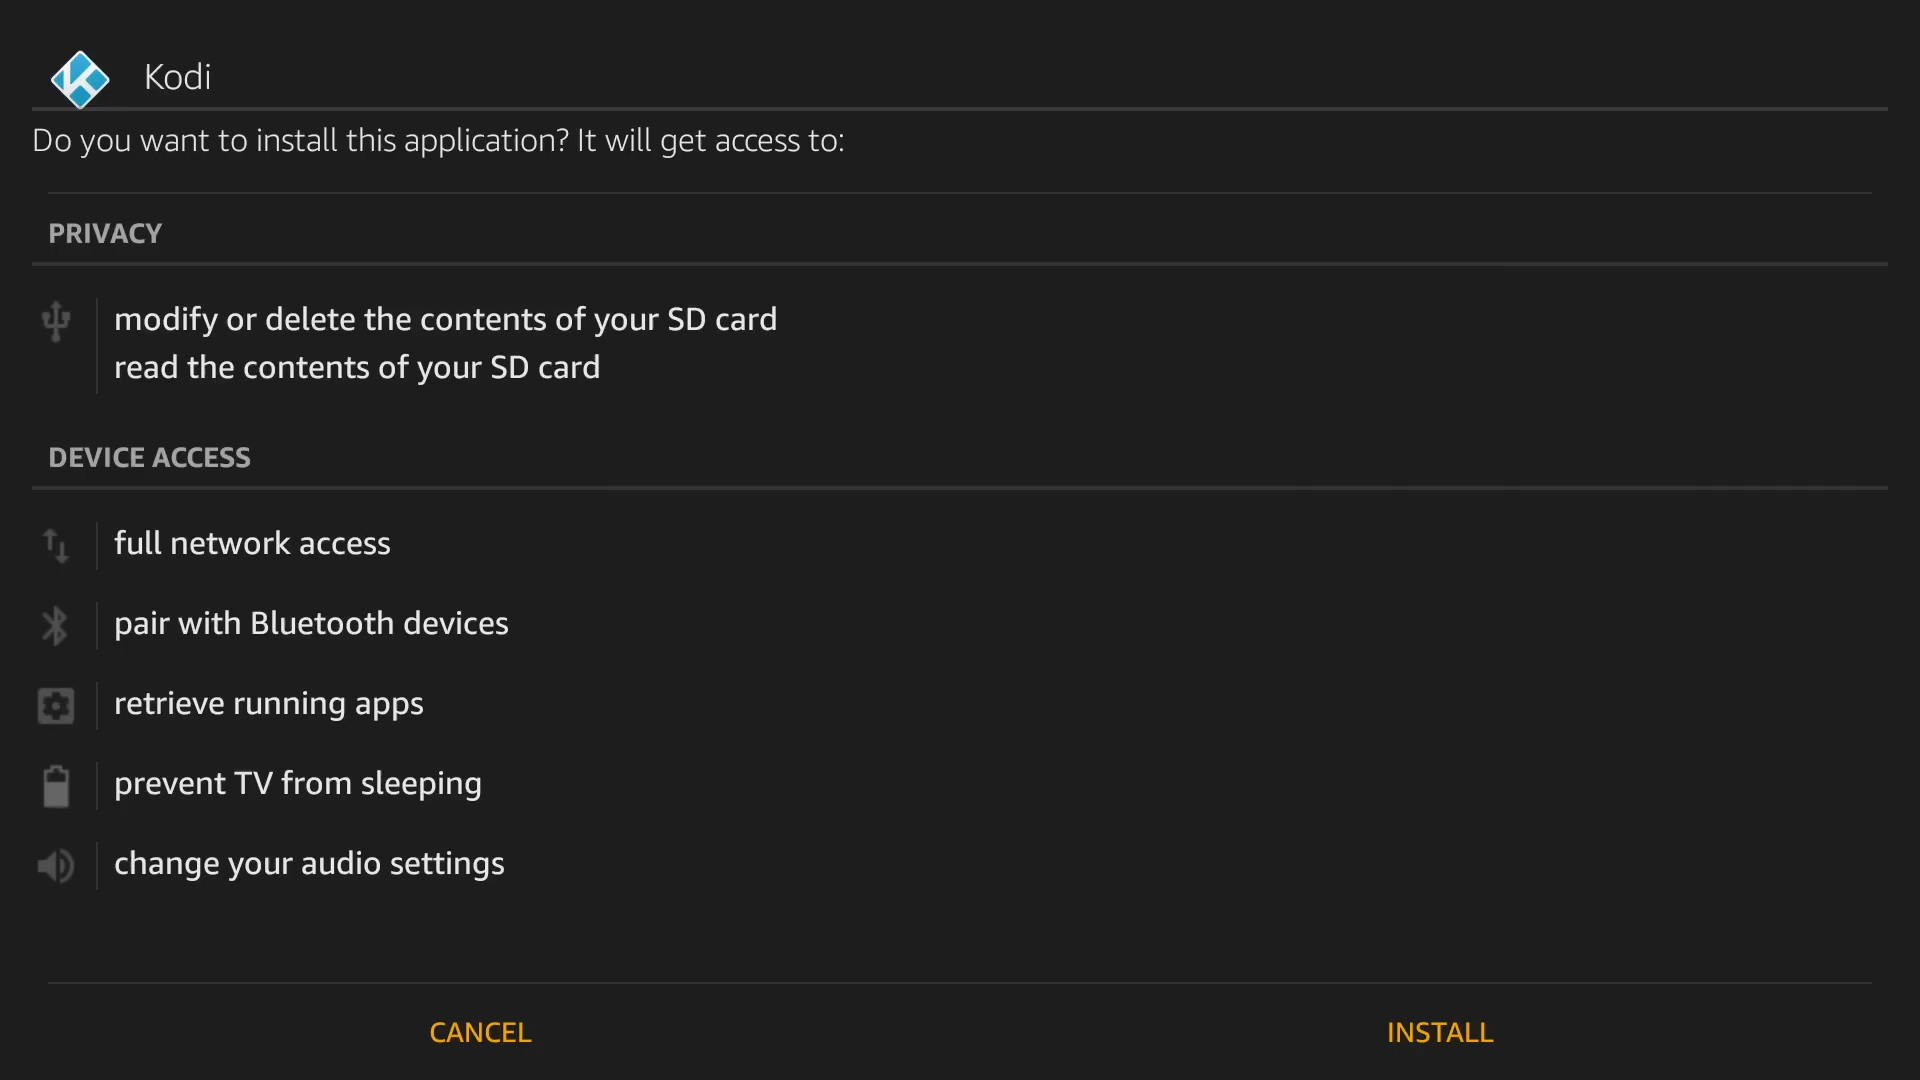 Kodi
Do you want to install this application? It will get access to:
PRIVACY
modify or delete the contents of your SD card
read the contents of your SD card
DEVICE ACCESS
full network access
pair with Bluetooth devices
retrieve running apps
prevent TV from sleeping
change your audio settings
CANCEL
INSTALL